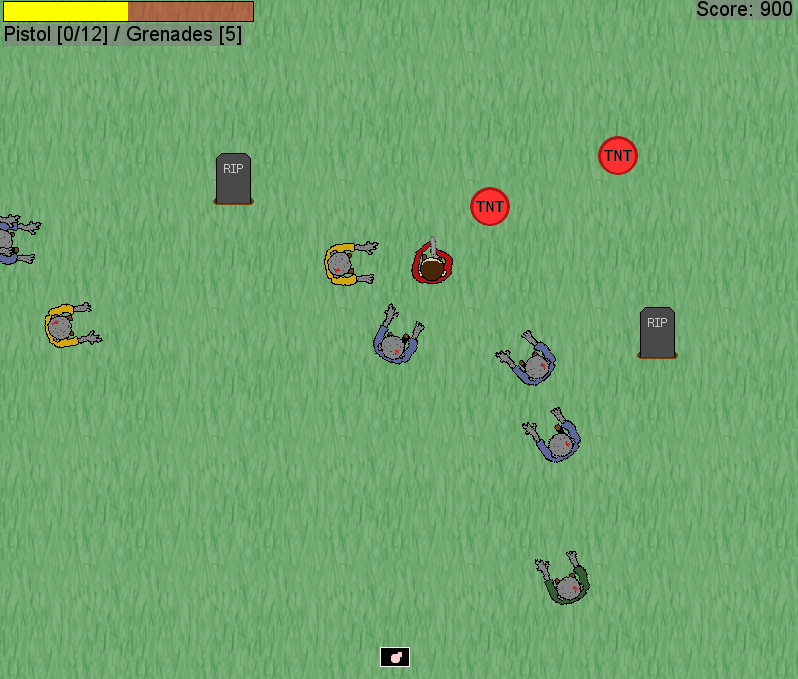 Score: 900
Pistol [0/12] / Grenades [5]
TNT
RIP
TNT
RIP